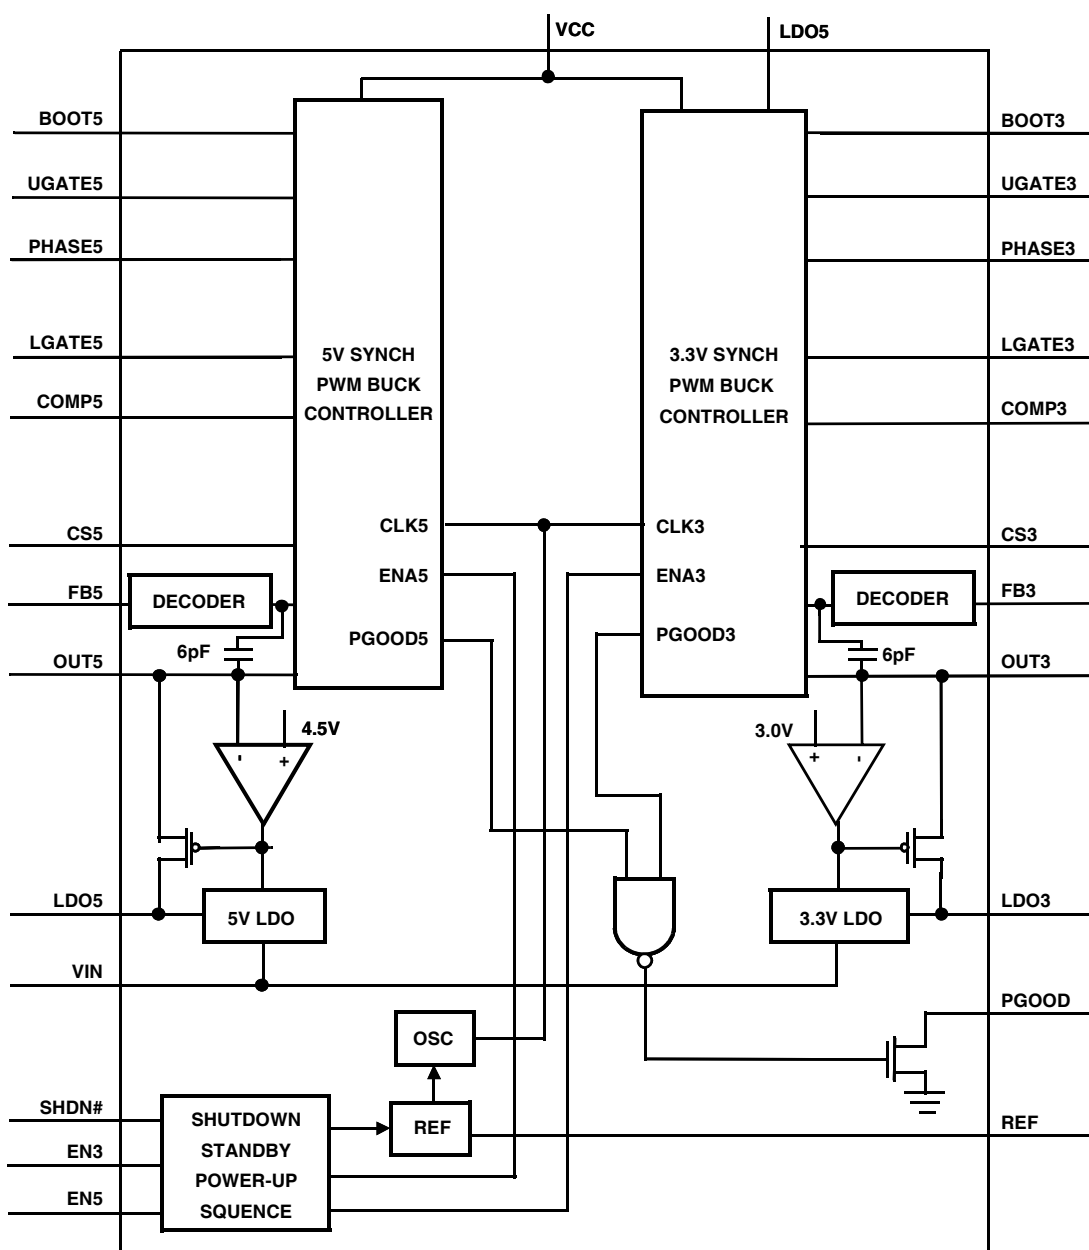 VCC
LDO5
BOOT5
BOOT3
UGATE5
UGATE3
PHASE5
PHASE3
LGATE5
LGATE3
5V SYNCH
PWM BUCK
CONTROLLER
3.3V SYNCH
PWM BUCK
CONTROLLER
COMP5
COMP3
CLK5
CLK3
CS5
CS3
ENA5
ENA3
FB5
DECODER
DECODER
FB3
PGOOD5
PGOOD3
6pF
6pF
OUT5
OUT3
4.5V
3.0V
- +
+ -
LDO5
5V LDO
3.3V LDO
LDO3
VIN
PGOOD
OSC
SHDN#
SHUTDOWN
STANDBY
POWER-UP
SQUENCE
REF
REF
EN3
EN5